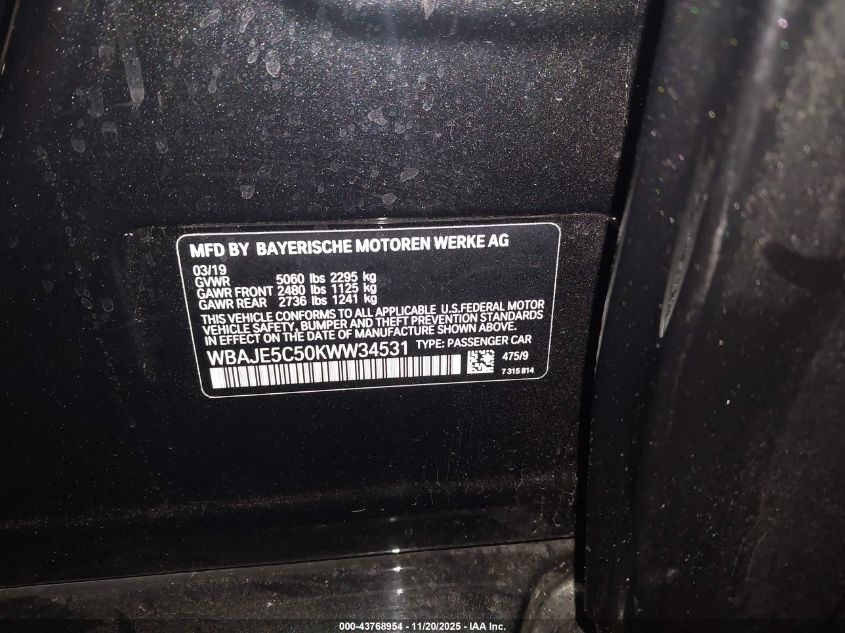 MFD BY BAYERISCHE MOTOREN WERKE AG
03/19
GVWR 5060 lbs 2295 kg
GAWR FRONT 2480 lbs 1125 kg
GAWR REAR 2736 lbs 1241 kg
THIS VEHICLE CONFORMS TO ALL APPLICABLE U.S.FEDERAL MOTOR
VEHICLE SAFETY, BUMPER AND THEFT PREVENTION STANDARDS
IN EFFECT ON THE DATE OF MANUFACTURE SHOWN ABOVE.
WBAJE5C50KWW34531 TYPE: PASSENGER CAR
475/9
7 315 814
000-43768954 - 11/20/2025 - IAA Inc.